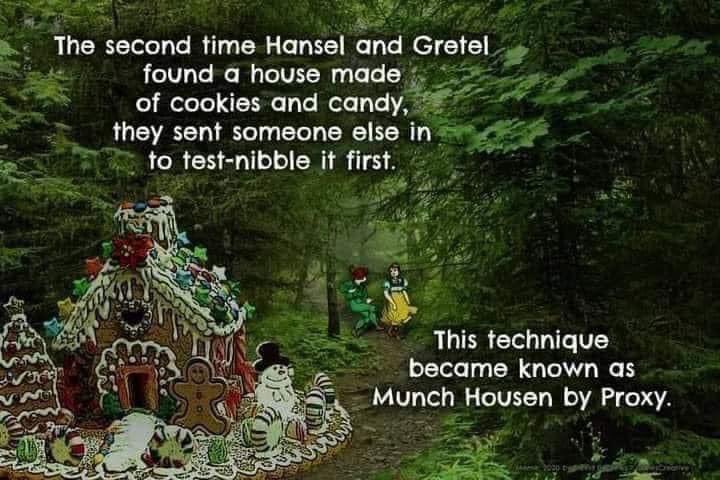 The second time Hansel and Gretel
found a house made
of cookies and candy,
they sent someone else in
to test-nibble it first.
This technique
became known as
Munch Housen by Proxy.